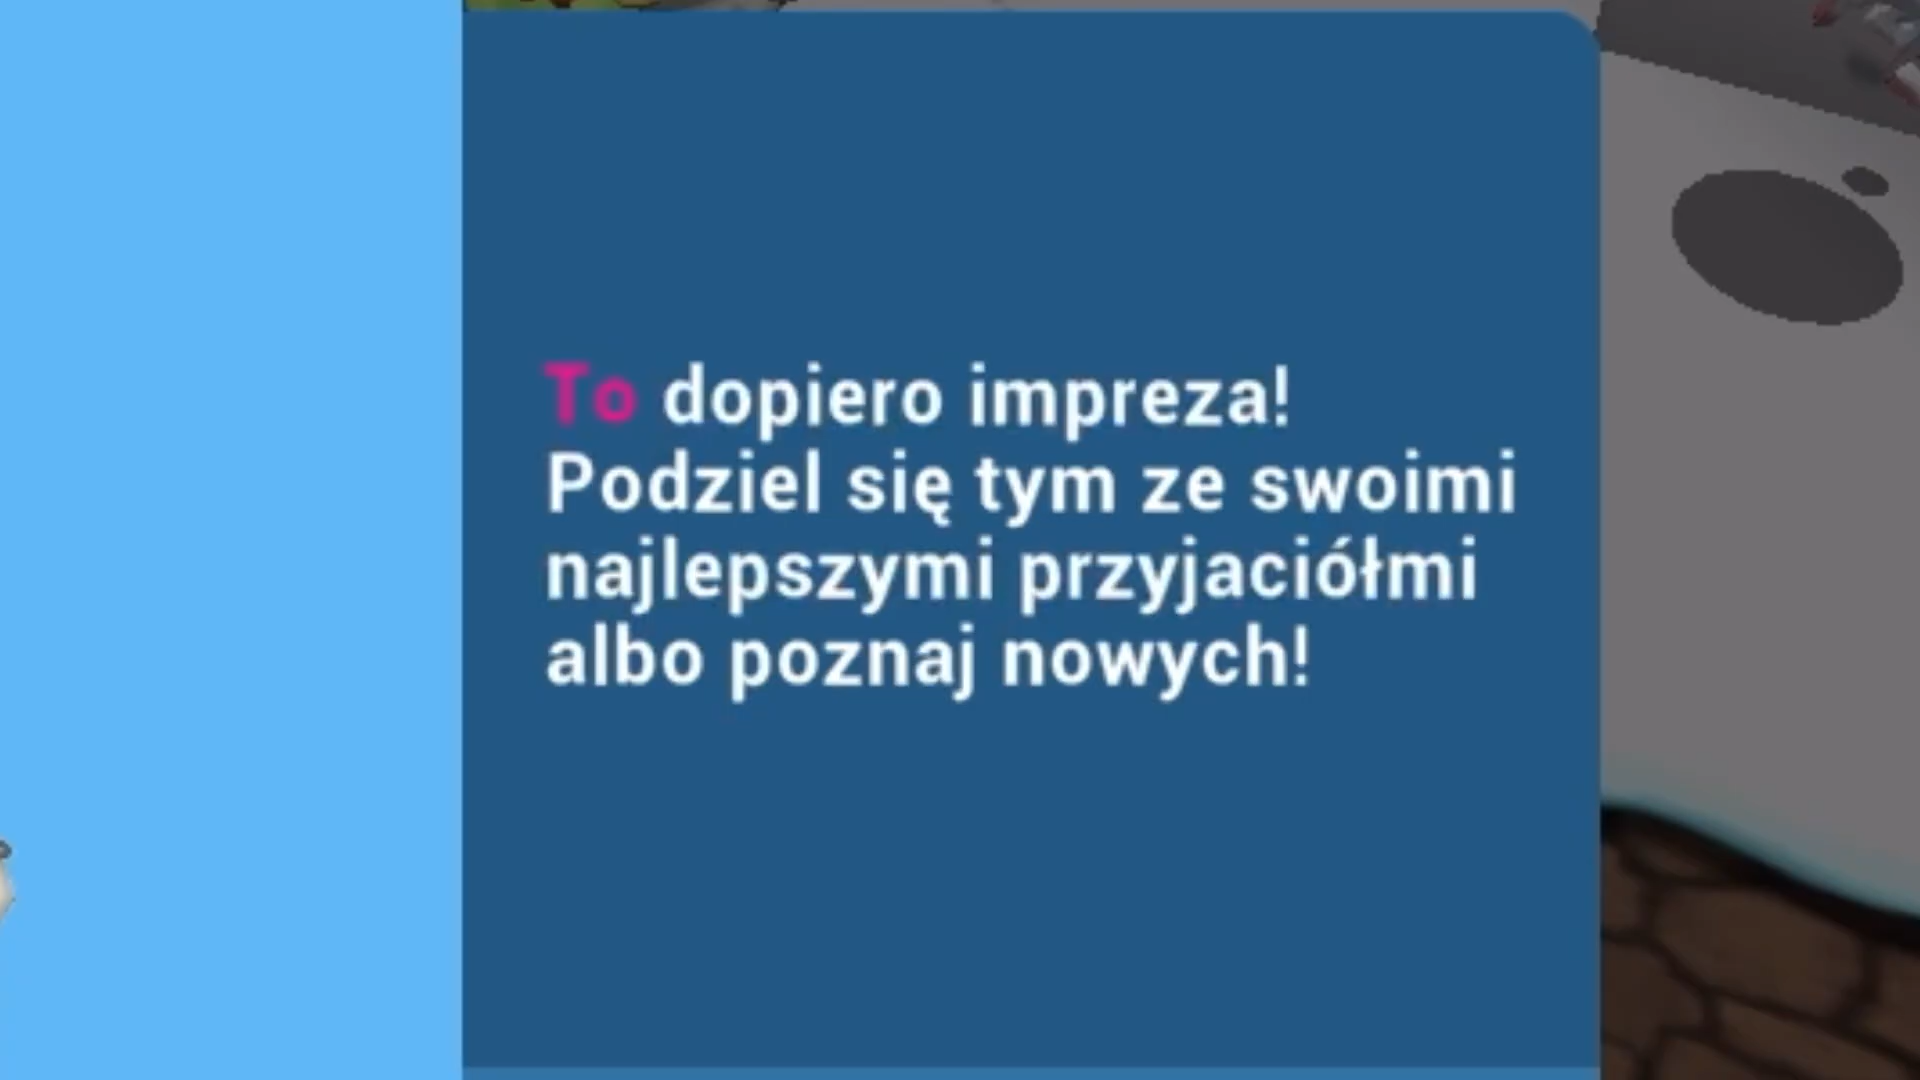 To dopiero impreza!
Podziel się tym ze swoimi
najlepszymi przyjaciółmi
albo poznaj nowych!